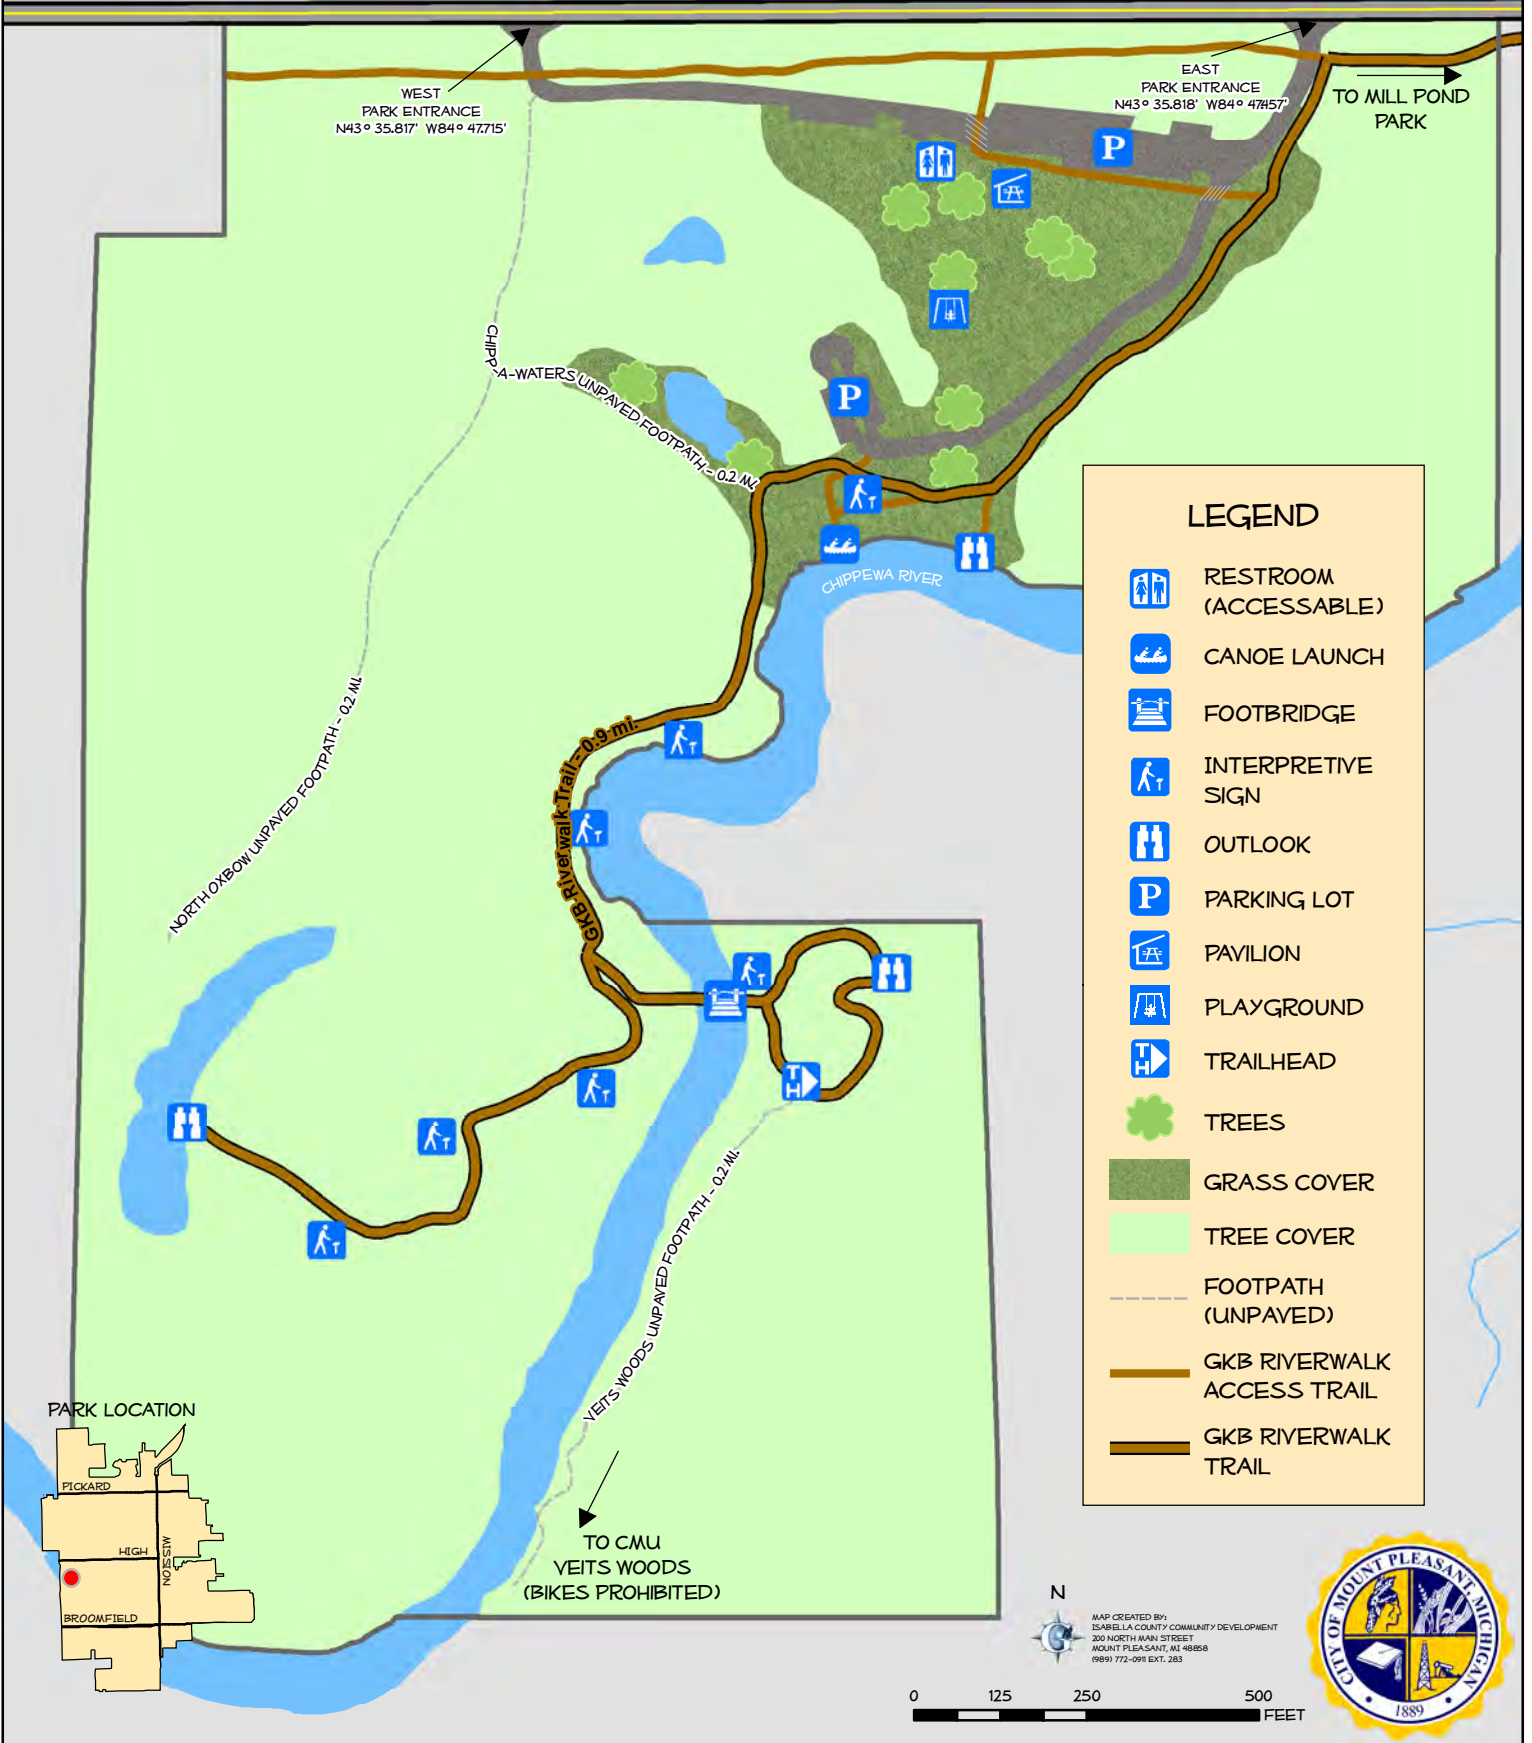 WEST
PARK ENTRANCE
N43° 35.817' W84° 47.715'
EAST
PARK ENTRANCE
N43° 35.818' W84° 47.457'
TO MILL POND
PARK
P
CHIPP-A-WATERS UNPAVED FOOTPATH - 0.2 MI.
P
CHIPPEWA RIVER
NORTH OXBOW UNPAVED FOOTPATH - 0.2 MI.
GKB Riverwalk Trail - 0.9 mi.
TH
VEITS WOODS UNPAVED FOOTPATH - 0.2 MI.
TO CMU
VEITS WOODS
(BIKES PROHIBITED)
LEGEND
RESTROOM
(ACCESSABLE)
CANOE LAUNCH
FOOTBRIDGE
INTERPRETIVE
SIGN
OUTLOOK
P PARKING LOT
PAVILION
PLAYGROUND
TH TRAILHEAD
TREES
GRASS COVER
TREE COVER
FOOTPATH
(UNPAVED)
GKB RIVERWALK
ACCESS TRAIL
GKB RIVERWALK
TRAIL
PARK LOCATION
PICKARD
HIGH
MISSION
BROOMFIELD
N
MAP CREATED BY:
ISABELLA COUNTY COMMUNITY DEVELOPMENT
200 NORTH MAIN STREET
MOUNT PLEASANT, MI 48858
(989) 772-0911 EXT. 283
0 125 250 500
FEET
CITY OF MOUNT PLEASANT, MICHIGAN
1889